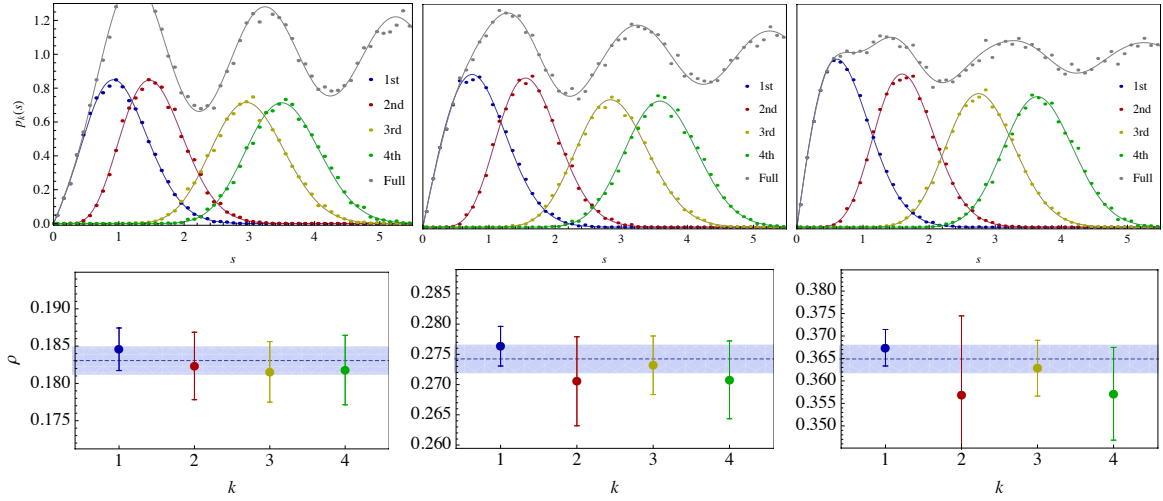 1.2
1.0
0.8
0.6
0.4
0.2
0.0
p_k(s)
1st
2nd
3rd
4th
Full
0 1 2 3 4 5
s
1st
2nd
3rd
4th
Full
0 1 2 3 4 5
s
1st
2nd
3rd
4th
Full
0 1 2 3 4 5
s
0.190
0.185
0.180
0.175
ρ
1 2 3 4
k
0.285
0.280
0.275
0.270
0.265
0.260
1 2 3 4
k
0.380
0.375
0.370
0.365
0.360
0.355
0.350
1 2 3 4
k